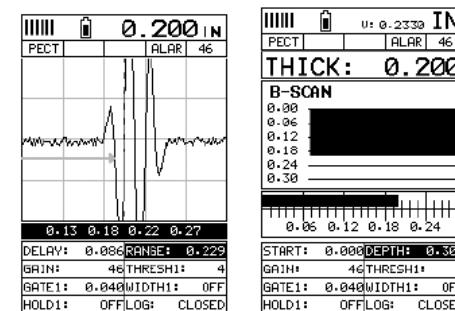 0.200 IN
PECT ALAR 46
0.13 0.18 0.22 0.27
DELAY: 0.086 RANGE: 0.229
GAIN: 46 THRESH1: 4
GATE1: 0.040 WIDTH1: OFF
HOLD1: OFF LOG: CLOSED
V: 0.2330 IN
PECT ALAR 46
THICK: 0.200
B-SCAN
0.00
0.06
0.12
0.18
0.24
0.30
0.06 0.12 0.18 0.24
START: 0.000 DEPTH: 0.30
GAIN: 46 THRESH1:
GATE1: 0.040 WIDTH1: OF
HOLD1: OFF LOG: CLOSE